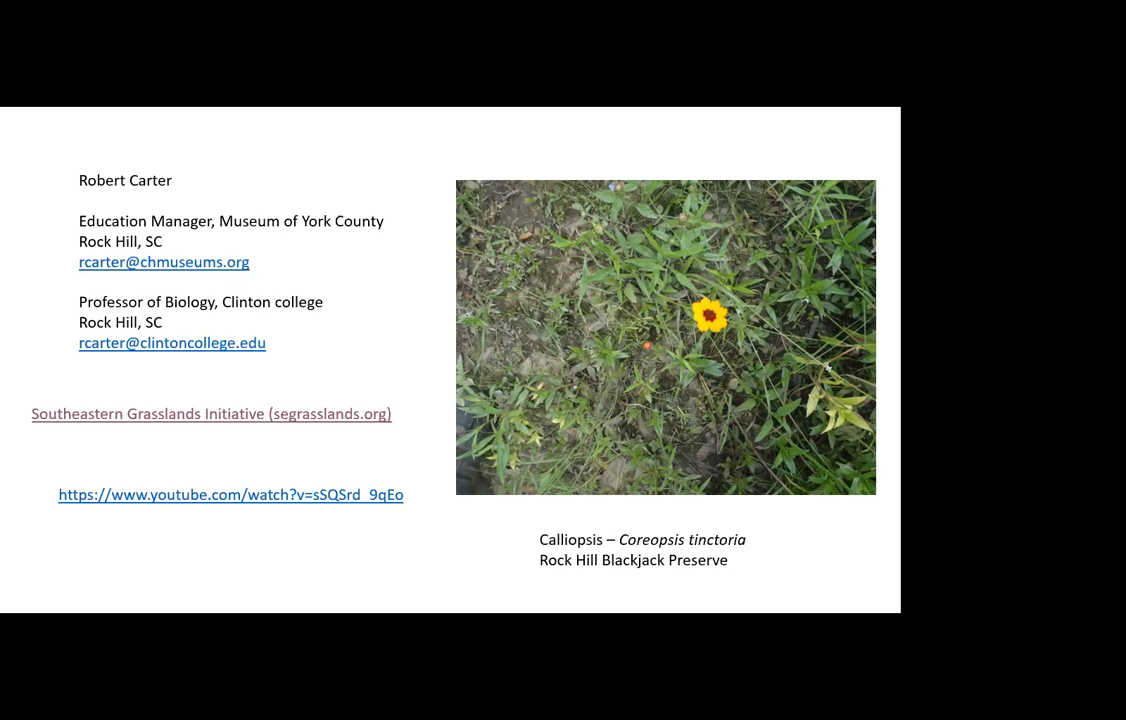 Robert Carter
Education Manager, Museum of York County
Rock Hill, SC
rcarter@chmuseums.org
Professor of Biology, Clinton college
Rock Hill, SC
rcarter@clintoncollege.edu
Southeastern Grasslands Initiative (segrasslands.org)
https://www.youtube.com/watch?v=sSQSrd_9qEo
Calliopsis – Coreopsis tinctoria
Rock Hill Blackjack Preserve